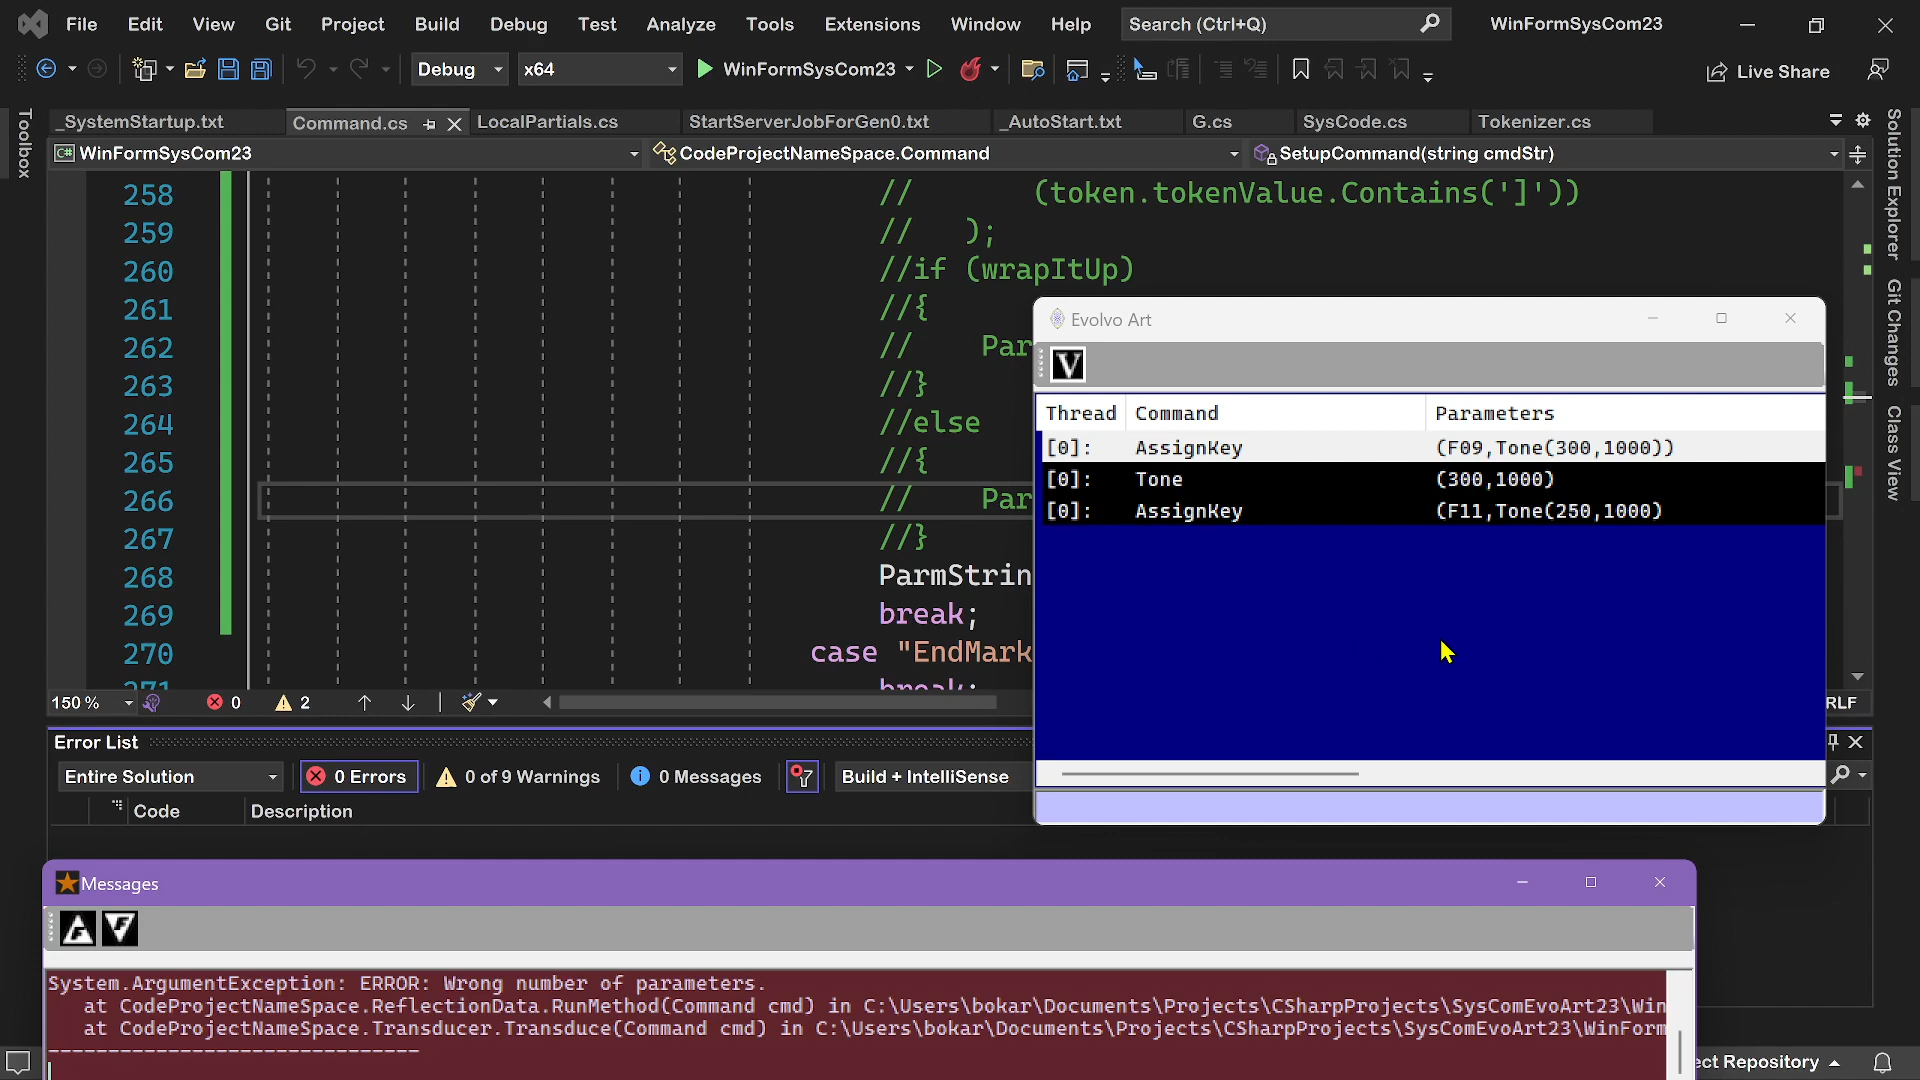 File Edit View Git Project Build Debug Test Analyze Tools Extensions Window Help Search (Ctrl+Q) WinFormSysCom23
Debug x64 WinFormSysCom23 Live Share
Toolbox
_SystemStartup.txt Command.cs LocalPartials.cs StartServerJobForGen0.txt _AutoStart.txt G.cs SysCode.cs Tokenizer.cs
C# WinFormSysCom23 CodeProjectNameSpace.Command SetupCommand(string cmdStr)
258 // (token.tokenValue.Contains(']'))
259 // );
260 //if (wrapItUp)
261 //{
262 // Par
263 //}
264 //else
265 //{
266 // Par
267 //}
268 ParmStrin
269 break;
270 case "EndMark
271 break;
150 % 0 2 RLF
Solution Explorer
Git Changes
Class View
Evolvo Art
V
Thread Command Parameters
[0]: AssignKey (F09,Tone(300,1000))
[0]: Tone (300,1000)
[0]: AssignKey (F11,Tone(250,1000)
Error List
Entire Solution 0 Errors 0 of 9 Warnings 0 Messages Build + IntelliSense
Code Description
Messages
System.ArgumentException: ERROR: Wrong number of parameters.
at CodeProjectNameSpace.ReflectionData.RunMethod(Command cmd) in C:\Users\bokar\Documents\Projects\CSharpProjects\SysComEvoArt23\Win
at CodeProjectNameSpace.Transducer.Transduce(Command cmd) in C:\Users\bokar\Documents\Projects\CSharpProjects\SysComEvoArt23\WinForm
-------------------------------
ect Repository